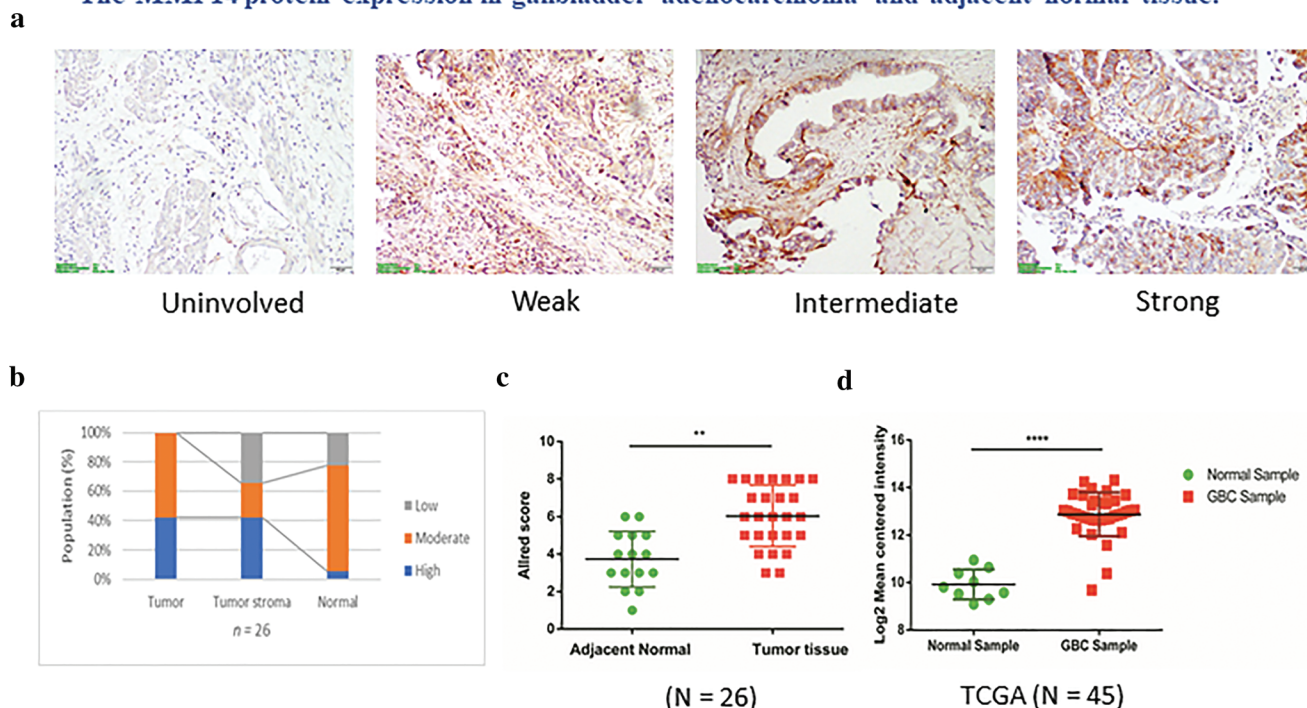 a
Uninvolved
Weak
Intermediate
Strong
b
Population (%)
100%
80%
60%
40%
20%
0%
Tumor
Tumor stroma
Normal
n = 26
Low
Moderate
High
c
Allred score
10
8
6
4
2
0
**
Adjacent Normal
Tumor tissue
(N = 26)
d
Log2 Mean centered intensity
16
14
12
10
8
****
Normal Sample
GBC Sample
TCGA (N = 45)
Normal Sample
GBC Sample